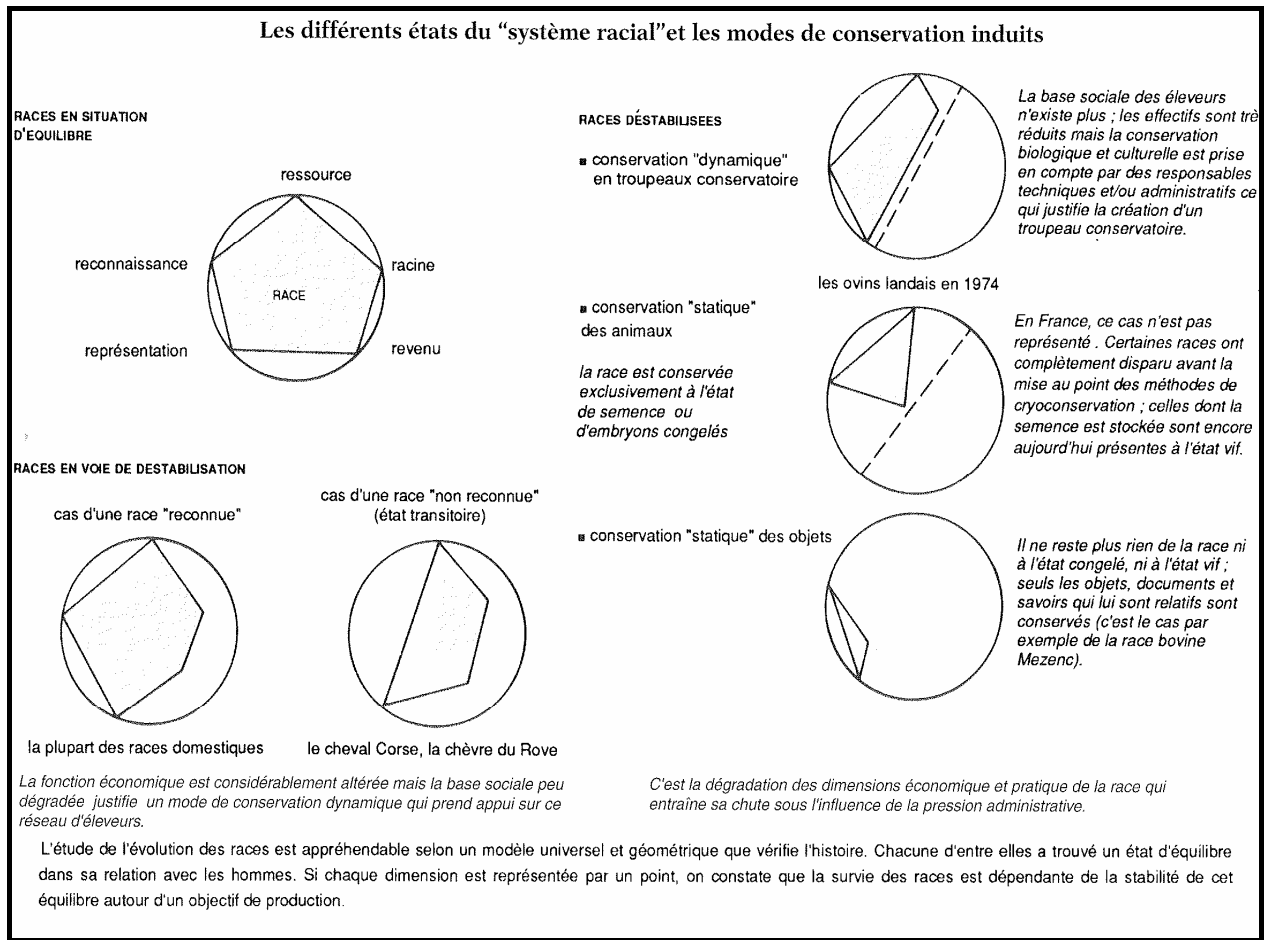 Les différents états du “système racial”et les modes de conservation induits
RACES EN SITUATION
D'EQUILIBRE
ressource
reconnaissance
racine
RACE
représentation
revenu
RACES EN VOIE DE DESTABILISATION
cas d'une race "reconnue"
cas d'une race "non reconnue"
(état transitoire)
la plupart des races domestiques
le cheval Corse, la chèvre du Rove
La fonction économique est considérablement altérée mais la base sociale peu
dégradée justifie un mode de conservation dynamique qui prend appui sur ce
réseau d'éleveurs.
RACES DÉSTABILISEES
▪ conservation "dynamique"
en troupeaux conservatoire
La base sociale des éleveurs
n'existe plus ; les effectifs sont trè
réduits mais la conservation
biologique et culturelle est prise
en compte par des responsables
techniques et/ou administratifs ce
qui justifie la création d'un
troupeau conservatoire.
les ovins landais en 1974
▪ conservation "statique"
des animaux
la race est conservée
exclusivement à l'état
de semence ou
d'embryons congelés
En France, ce cas n'est pas
représenté . Certaines races ont
complètement disparu avant la
mise au point des méthodes de
cryoconservation ; celles dont la
semence est stockée sont encore
aujourd'hui présentes à l'état vif.
▪ conservation "statique" des objets
Il ne reste plus rien de la race ni
à l'état congelé, ni à l'état vif ;
seuls les objets, documents et
savoirs qui lui sont relatifs sont
conservés (c'est le cas par
exemple de la race bovine
Mezenc).
C'est la dégradation des dimensions économique et pratique de la race qui
entraîne sa chute sous l'influence de la pression administrative.
L'étude de l'évolution des races est appréhendable selon un modèle universel et géométrique que vérifie l'histoire. Chacune d'entre elles a trouvé un état d'équilibre
dans sa relation avec les hommes. Si chaque dimension est représentée par un point, on constate que la survie des races est dépendante de la stabilité de cet
équilibre autour d'un objectif de production.